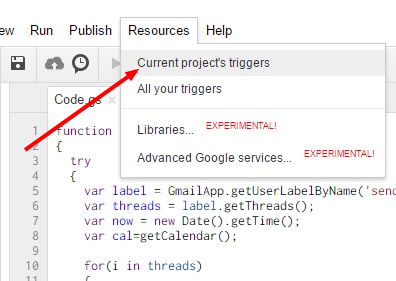 ew Run Publish Resources Help
Current project's triggers
All your triggers
Libraries... EXPERIMENTAL!
Advanced Google services... EXPERIMENTAL!
Code.gs ×
1 function
2 {
3 try
4 {
5 var label = GmailApp.getUserLabelByName('send
6 var threads = label.getThreads();
7 var now = new Date().getTime();
8 var cal=getCalendar();
9
10 for(i in threads)
11 {